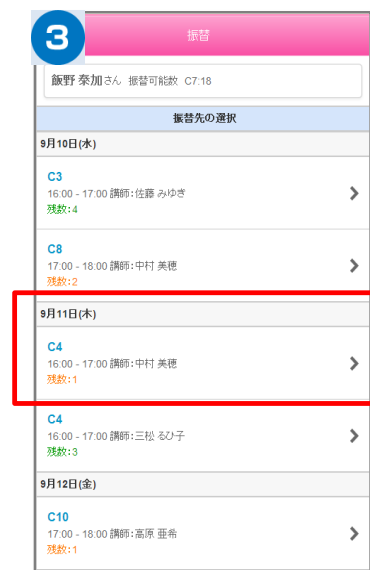 3
振替
飯野 奈加さん 振替可能数 C7:18
振替先の選択
9月10日(水)
C3
16:00 - 17:00 講師:佐藤 みゆき
残数:4
C8
17:00 - 18:00 講師:中村 美穂
残数:2
9月11日(木)
C4
16:00 - 17:00 講師:中村 美穂
残数:1
C4
16:00 - 17:00 講師:三松 るひ子
残数:3
9月12日(金)
C10
17:00 - 18:00 講師:高原 亜希
残数:1